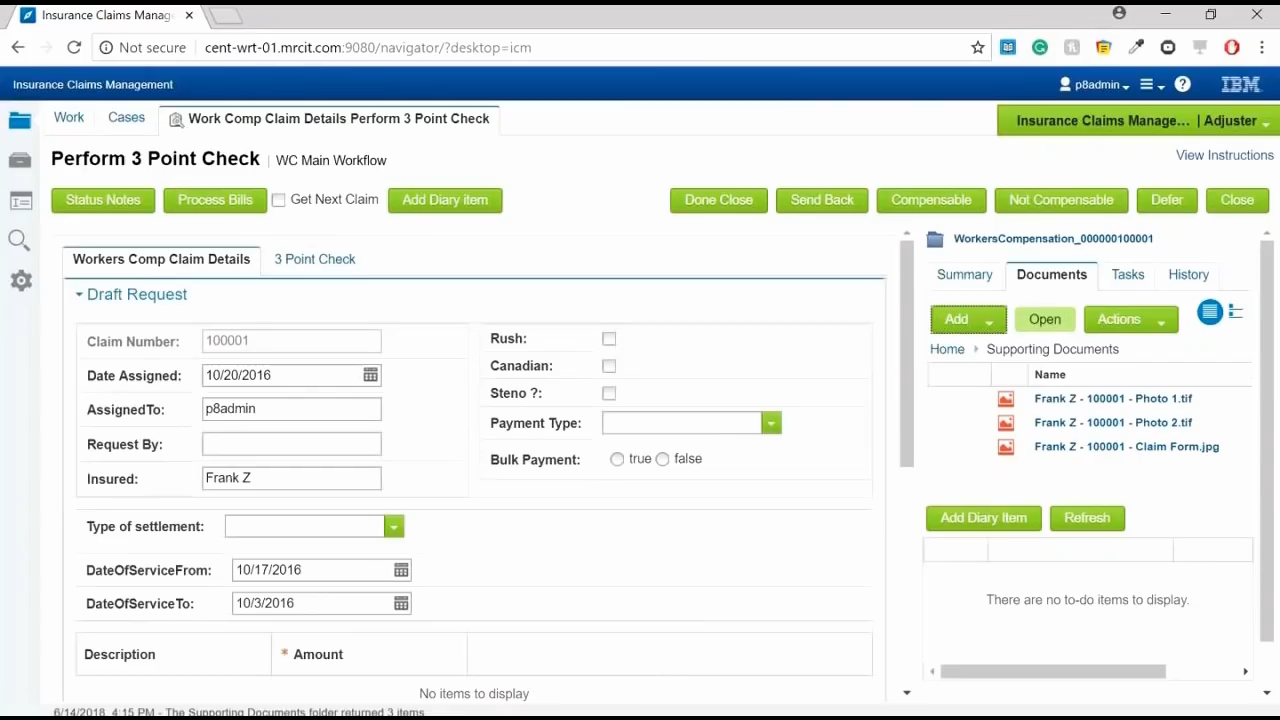 Insurance Claims Manag
Not secure | cent-wrt-01.mrcit.com:9080/navigator/?desktop=icm
Insurance Claims Management
p8admin
?
IBM
Work
Cases
Work Comp Claim Details Perform 3 Point Check
Insurance Claims Manage... | Adjuster
Perform 3 Point Check | WC Main Workflow
View Instructions
Status Notes
Process Bills
Get Next Claim
Add Diary item
Done Close
Send Back
Compensable
Not Compensable
Defer
Close
Workers Comp Claim Details
3 Point Check
Draft Request
Claim Number: 100001
Date Assigned: 10/20/2016
AssignedTo: p8admin
Request By:
Insured: Frank Z
Rush:
Canadian:
Steno ?:
Payment Type:
Bulk Payment: true false
Type of settlement:
DateOfServiceFrom: 10/17/2016
DateOfServiceTo: 10/3/2016
Description
* Amount
No items to display
WorkersCompensation_000000100001
Summary
Documents
Tasks
History
Add
Open
Actions
Home
Supporting Documents
Name
Frank Z - 100001 - Photo 1.tif
Frank Z - 100001 - Photo 2.tif
Frank Z - 100001 - Claim Form.jpg
Add Diary Item
Refresh
There are no to-do items to display.
6/14/2018, 4:15 PM - The Supporting Documents folder returned 3 items.